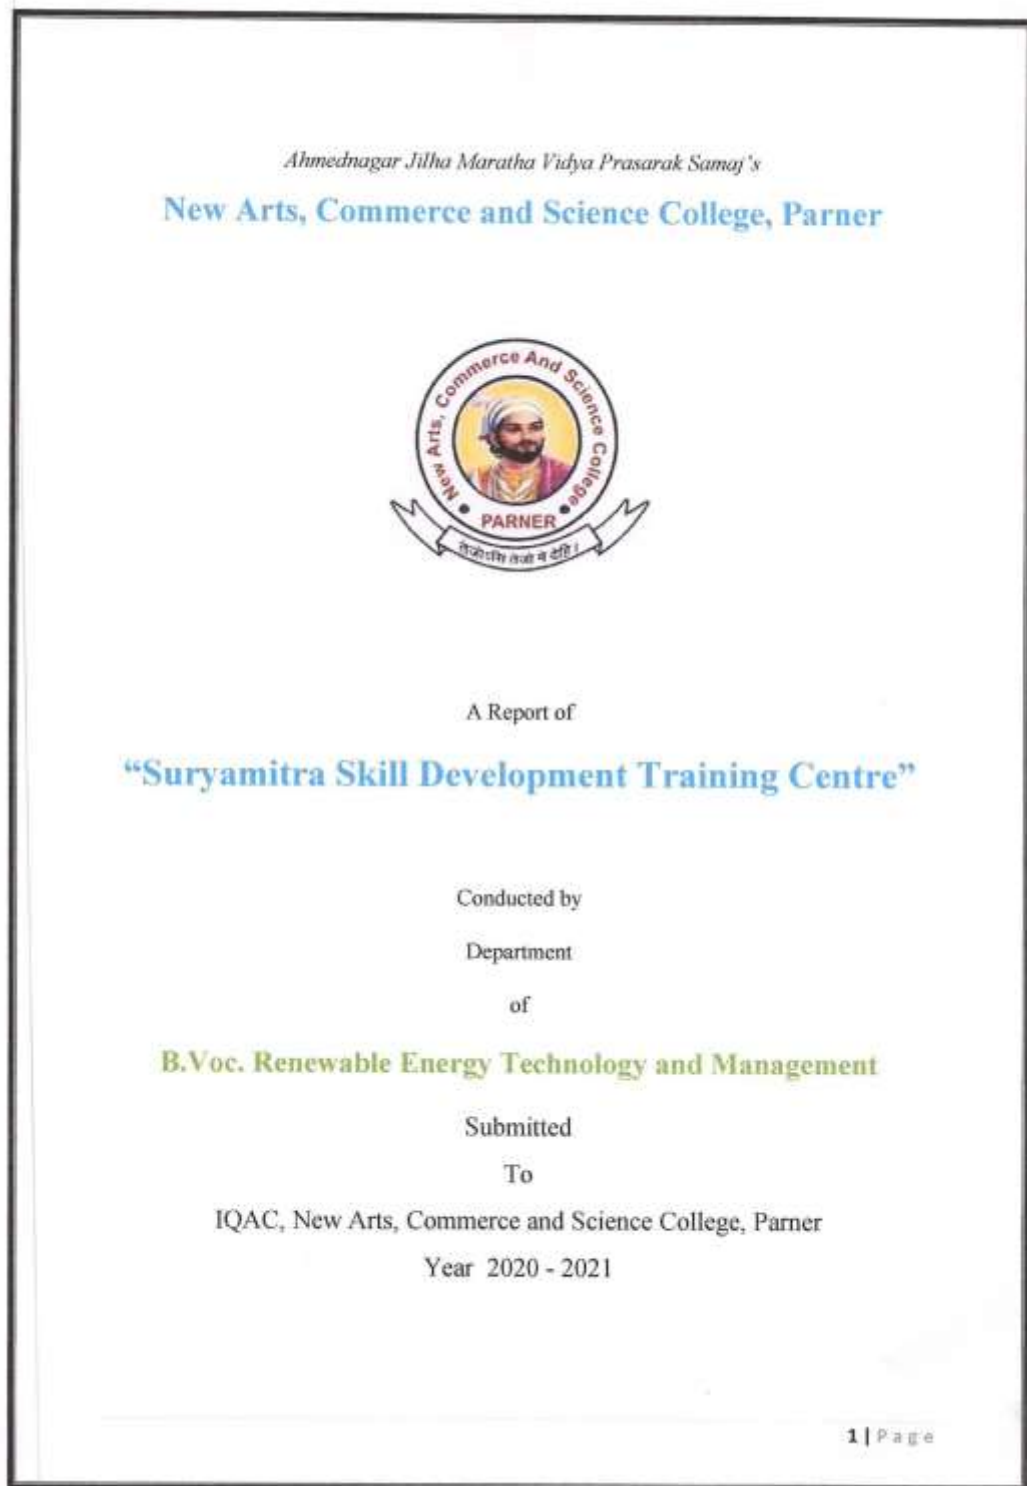 Ahmednagar Jilha Maratha Vidya Prasarak Samaj's
New Arts, Commerce and Science College, Parner
New Arts, Commerce And Science College
PARNER
तेजोऽसि तेजो मे देहि ।
A Report of
“Suryamitra Skill Development Training Centre”
Conducted by
Department
of
B.Voc. Renewable Energy Technology and Management
Submitted
To
IQAC, New Arts, Commerce and Science College, Parner
Year 2020 - 2021
1 | Page